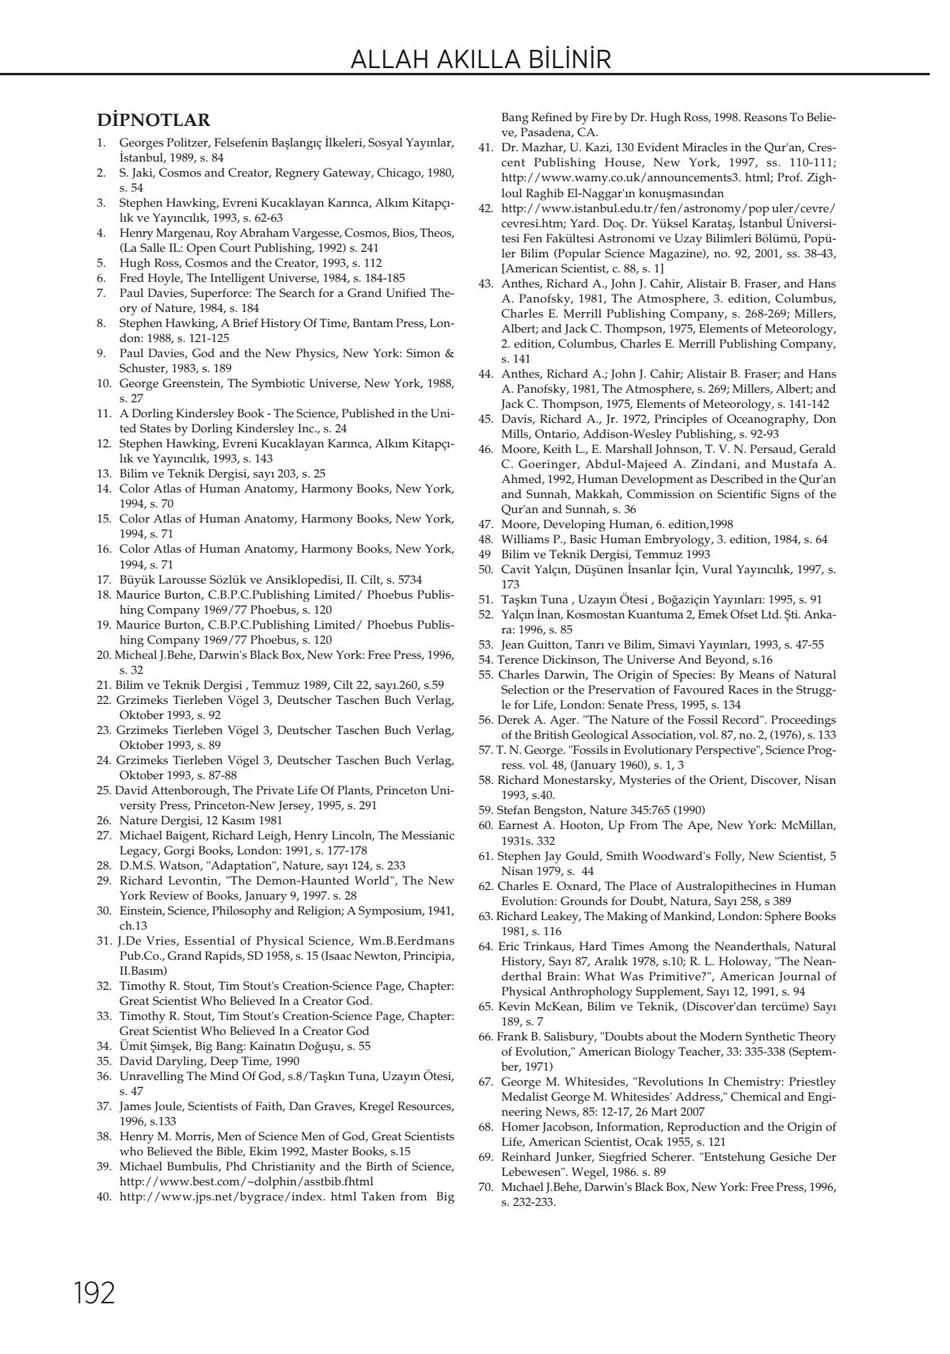 ALLAH AKILLA BİLİNİR
DİPNOTLAR
1. Georges Politzer, Felsefenin Başlangıç İlkeleri, Sosyal Yayınlar,
İstanbul, 1989, s. 84
2. S. Jaki, Cosmos and Creator, Regnery Gateway, Chicago, 1980,
s. 54
3. Stephen Hawking, Evreni Kucaklayan Karınca, Alkım Kitapçı-
lık ve Yayıncılık, 1993, s. 62-63
4. Henry Margenau, Roy Abraham Vargesse, Cosmos, Bios, Theos,
(La Salle IL: Open Court Publishing, 1992) s. 241
5. Hugh Ross, Cosmos and the Creator, 1993, s. 112
6. Fred Hoyle, The Intelligent Universe, 1984, s. 184-185
7. Paul Davies, Superforce: The Search for a Grand Unified The-
ory of Nature, 1984, s. 184
8. Stephen Hawking, A Brief History Of Time, Bantam Press, Lon-
don: 1988, s. 121-125
9. Paul Davies, God and the New Physics, New York: Simon &
Schuster, 1983, s. 189
10. George Greenstein, The Symbiotic Universe, New York, 1988,
s. 27
11. A Dorling Kindersley Book - The Science, Published in the Uni-
ted States by Dorling Kindersley Inc., s. 24
12. Stephen Hawking, Evreni Kucaklayan Karınca, Alkım Kitapçı-
lık ve Yayıncılık, 1993, s. 143
13. Bilim ve Teknik Dergisi, sayı 203, s. 25
14. Color Atlas of Human Anatomy, Harmony Books, New York,
1994, s. 70
15. Color Atlas of Human Anatomy, Harmony Books, New York,
1994, s. 71
16. Color Atlas of Human Anatomy, Harmony Books, New York,
1994, s. 71
17. Büyük Larousse Sözlük ve Ansiklopedisi, II. Cilt, s. 5734
18. Maurice Burton, C.B.P.C.Publishing Limited/ Phoebus Publis-
hing Company 1969/77 Phoebus, s. 120
19. Maurice Burton, C.B.P.C.Publishing Limited/ Phoebus Publis-
hing Company 1969/77 Phoebus, s. 120
20. Micheal J.Behe, Darwin's Black Box, New York: Free Press, 1996,
s. 32
21. Bilim ve Teknik Dergisi , Temmuz 1989, Cilt 22, sayı.260, s.59
22. Grzimeks Tierleben Vögel 3, Deutscher Taschen Buch Verlag,
Oktober 1993, s. 92
23. Grzimeks Tierleben Vögel 3, Deutscher Taschen Buch Verlag,
Oktober 1993, s. 89
24. Grzimeks Tierleben Vögel 3, Deutscher Taschen Buch Verlag,
Oktober 1993, s. 87-88
25. David Attenborough, The Private Life Of Plants, Princeton Uni-
versity Press, Princeton-New Jersey, 1995, s. 291
26. Nature Dergisi, 12 Kasım 1981
27. Michael Baigent, Richard Leigh, Henry Lincoln, The Messianic
Legacy, Gorgi Books, London: 1991, s. 177-178
28. D.M.S. Watson, "Adaptation", Nature, sayı 124, s. 233
29. Richard Levontin, "The Demon-Haunted World", The New
York Review of Books, January 9, 1997. s. 28
30. Einstein, Science, Philosophy and Religion; A Symposium, 1941,
ch.13
31. J.De Vries, Essential of Physical Science, Wm.B.Eerdmans
Pub.Co., Grand Rapids, SD 1958, s. 15 (Isaac Newton, Principia,
II.Basım)
32. Timothy R. Stout, Tim Stout's Creation-Science Page, Chapter:
Great Scientist Who Believed In a Creator God.
33. Timothy R. Stout, Tim Stout's Creation-Science Page, Chapter:
Great Scientist Who Believed In a Creator God
34. Ümit Şimşek, Big Bang: Kainatın Doğuşu, s. 55
35. David Daryling, Deep Time, 1990
36. Unravelling The Mind Of God, s.8/Taşkın Tuna, Uzayın Ötesi,
s. 47
37. James Joule, Scientists of Faith, Dan Graves, Kregel Resources,
1996, s.133
38. Henry M. Morris, Men of Science Men of God, Great Scientists
who Believed the Bible, Ekim 1992, Master Books, s.15
39. Michael Bumbulis, Phd Christianity and the Birth of Science,
http://www.best.com/~dolphin/asstbib.fhtml
40. http://www.jps.net/bygrace/index. html Taken from Big
Bang Refined by Fire by Dr. Hugh Ross, 1998. Reasons To Belie-
ve, Pasadena, CA.
41. Dr. Mazhar, U. Kazi, 130 Evident Miracles in the Qur'an, Cres-
cent Publishing House, New York, 1997, ss. 110-111;
http://www.wamy.co.uk/announcements3. html; Prof. Zigh-
loul Raghib El-Naggar'ın konuşmasından
42. http://www.istanbul.edu.tr/fen/astronomy/pop uler/cevre/
cevresi.htm; Yard. Doç. Dr. Yüksel Karataş, İstanbul Üniversi-
tesi Fen Fakültesi Astronomi ve Uzay Bilimleri Bölümü, Popü-
ler Bilim (Popular Science Magazine), no. 92, 2001, ss. 38-43,
[American Scientist, c. 88, s. 1]
43. Anthes, Richard A., John J. Cahir, Alistair B. Fraser, and Hans
A. Panofsky, 1981, The Atmosphere, 3. edition, Columbus,
Charles E. Merrill Publishing Company, s. 268-269; Millers,
Albert; and Jack C. Thompson, 1975, Elements of Meteorology,
2. edition, Columbus, Charles E. Merrill Publishing Company,
s. 141
44. Anthes, Richard A.; John J. Cahir; Alistair B. Fraser; and Hans
A. Panofsky, 1981, The Atmosphere, s. 269; Millers, Albert; and
Jack C. Thompson, 1975, Elements of Meteorology, s. 141-142
45. Davis, Richard A., Jr. 1972, Principles of Oceanography, Don
Mills, Ontario, Addison-Wesley Publishing, s. 92-93
46. Moore, Keith L., E. Marshall Johnson, T. V. N. Persaud, Gerald
C. Goeringer, Abdul-Majeed A. Zindani, and Mustafa A.
Ahmed, 1992, Human Development as Described in the Qur'an
and Sunnah, Makkah, Commission on Scientific Signs of the
Qur'an and Sunnah, s. 36
47. Moore, Developing Human, 6. edition,1998
48. Williams P., Basic Human Embryology, 3. edition, 1984, s. 64
49 Bilim ve Teknik Dergisi, Temmuz 1993
50. Cavit Yalçın, Düşünen İnsanlar İçin, Vural Yayıncılık, 1997, s.
173
51. Taşkın Tuna , Uzayın Ötesi , Boğaziçin Yayınları: 1995, s. 91
52. Yalçın İnan, Kosmostan Kuantuma 2, Emek Ofset Ltd. Şti. Anka-
ra: 1996, s. 85
53. Jean Guitton, Tanrı ve Bilim, Simavi Yayınları, 1993, s. 47-55
54. Terence Dickinson, The Universe And Beyond, s.16
55. Charles Darwin, The Origin of Species: By Means of Natural
Selection or the Preservation of Favoured Races in the Strugg-
le for Life, London: Senate Press, 1995, s. 134
56. Derek A. Ager. "The Nature of the Fossil Record". Proceedings
of the British Geological Association, vol. 87, no. 2, (1976), s. 133
57. T. N. George. "Fossils in Evolutionary Perspective", Science Prog-
ress. vol. 48, (January 1960), s. 1, 3
58. Richard Monestarsky, Mysteries of the Orient, Discover, Nisan
1993, s.40.
59. Stefan Bengston, Nature 345:765 (1990)
60. Earnest A. Hooton, Up From The Ape, New York: McMillan,
1931s. 332
61. Stephen Jay Gould, Smith Woodward's Folly, New Scientist, 5
Nisan 1979, s. 44
62. Charles E. Oxnard, The Place of Australopithecines in Human
Evolution: Grounds for Doubt, Natura, Sayı 258, s 389
63. Richard Leakey, The Making of Mankind, London: Sphere Books
1981, s. 116
64. Eric Trinkaus, Hard Times Among the Neanderthals, Natural
History, Sayı 87, Aralık 1978, s.10; R. L. Holoway, "The Nean-
derthal Brain: What Was Primitive?", American Journal of
Physical Anthrophology Supplement, Sayı 12, 1991, s. 94
65. Kevin McKean, Bilim ve Teknik, (Discover'dan tercüme) Sayı
189, s. 7
66. Frank B. Salisbury, "Doubts about the Modern Synthetic Theory
of Evolution," American Biology Teacher, 33: 335-338 (Septem-
ber, 1971)
67. George M. Whitesides, "Revolutions In Chemistry: Priestley
Medalist George M. Whitesides' Address," Chemical and Engi-
neering News, 85: 12-17, 26 Mart 2007
68. Homer Jacobson, Information, Reproduction and the Origin of
Life, American Scientist, Ocak 1955, s. 121
69. Reinhard Junker, Siegfried Scherer. "Entstehung Gesiche Der
Lebewesen". Wegel, 1986. s. 89
70. Mıchael J.Behe, Darwin's Black Box, New York: Free Press, 1996,
s. 232-233.
192